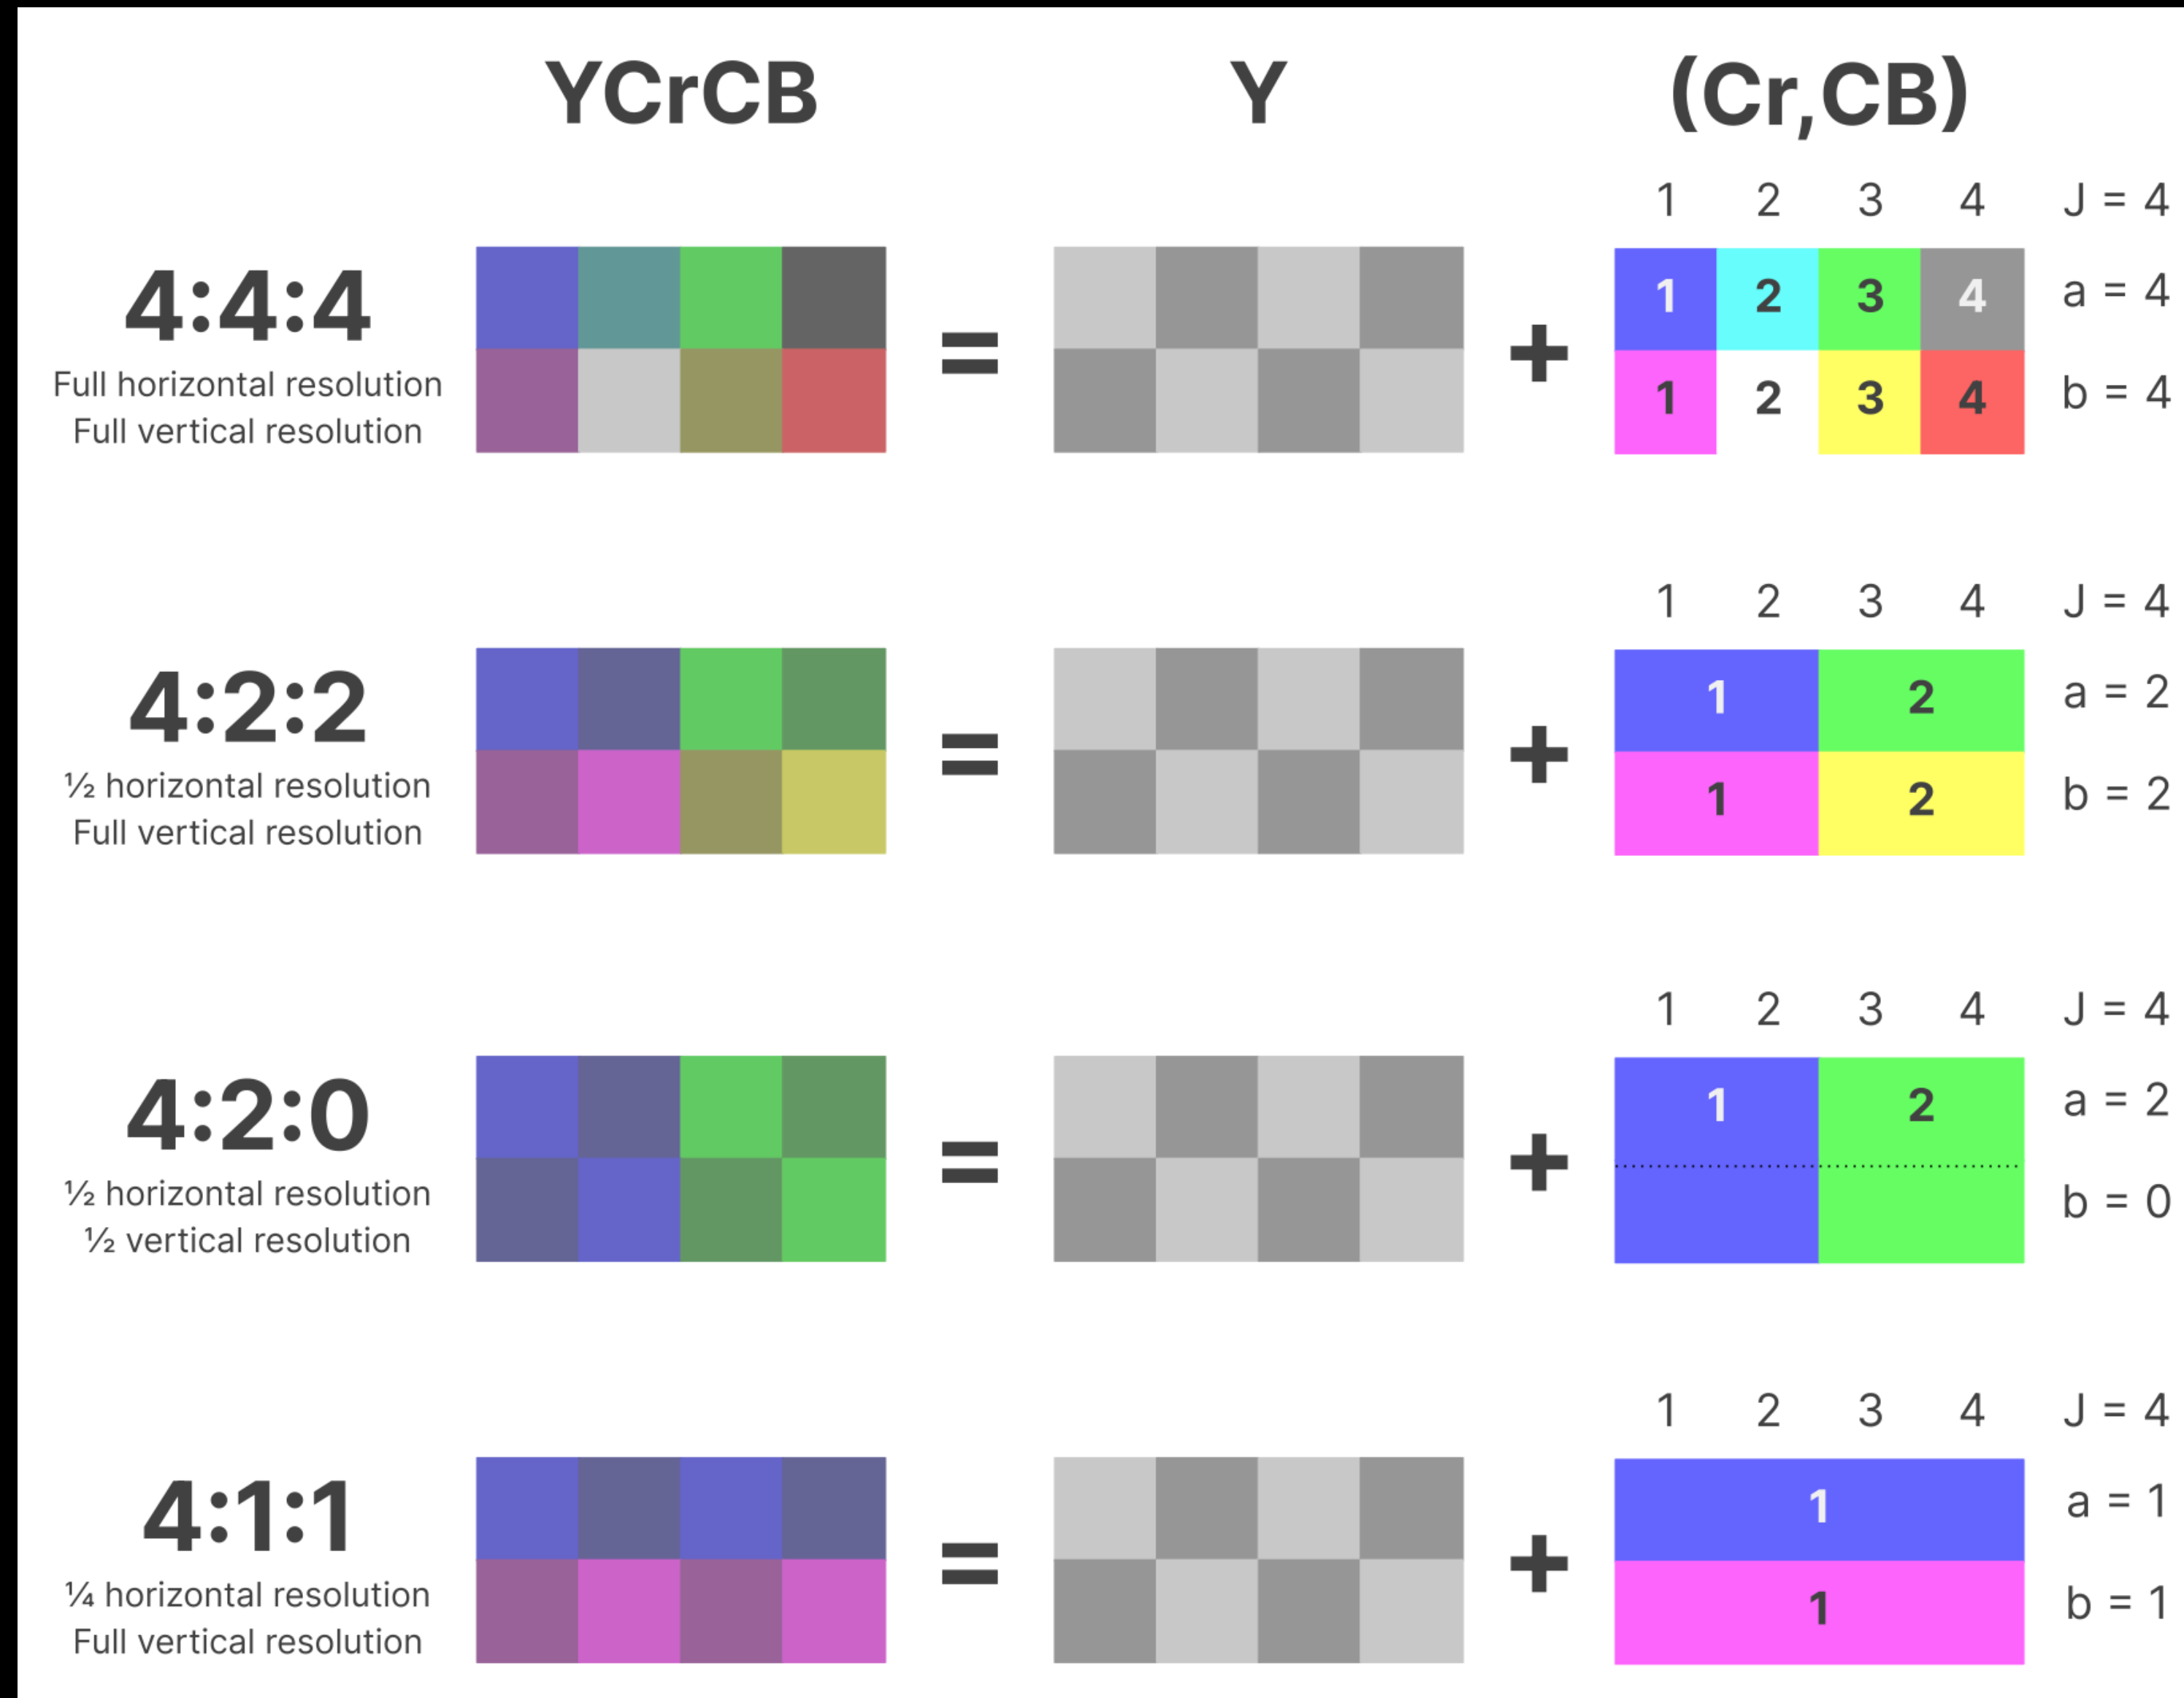 YCrCB Y (Cr,CB)
1 2 3 4 J = 4
4:4:4
Full horizontal resolution
Full vertical resolution
=
+
1 2 3 4 a = 4
1 2 3 4 b = 4
1 2 3 4 J = 4
4:2:2
½ horizontal resolution
Full vertical resolution
=
+
1 2 a = 2
1 2 b = 2
1 2 3 4 J = 4
4:2:0
½ horizontal resolution
½ vertical resolution
=
+
1 2 a = 2
b = 0
1 2 3 4 J = 4
4:1:1
¼ horizontal resolution
Full vertical resolution
=
+
1 a = 1
1 b = 1